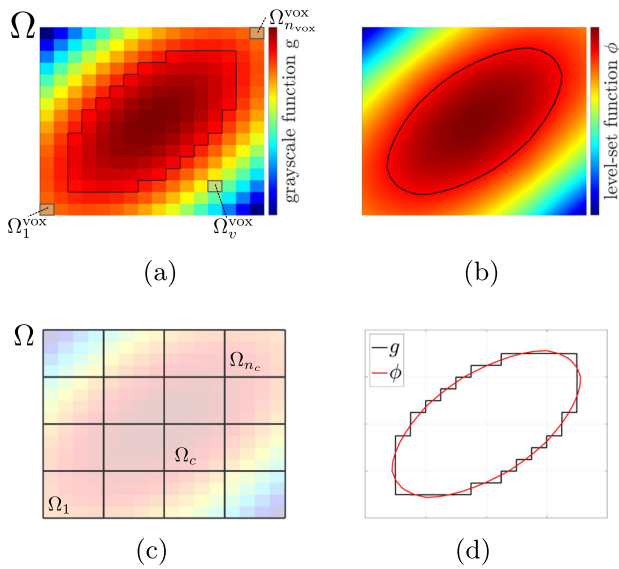 Ω
Ω^vox_{n_vox}
grayscale function g
Ω^vox_1
Ω^vox_v
(a)
level-set function ϕ
(b)
Ω
Ω_{n_c}
Ω_c
Ω_1
(c)
g
ϕ
(d)